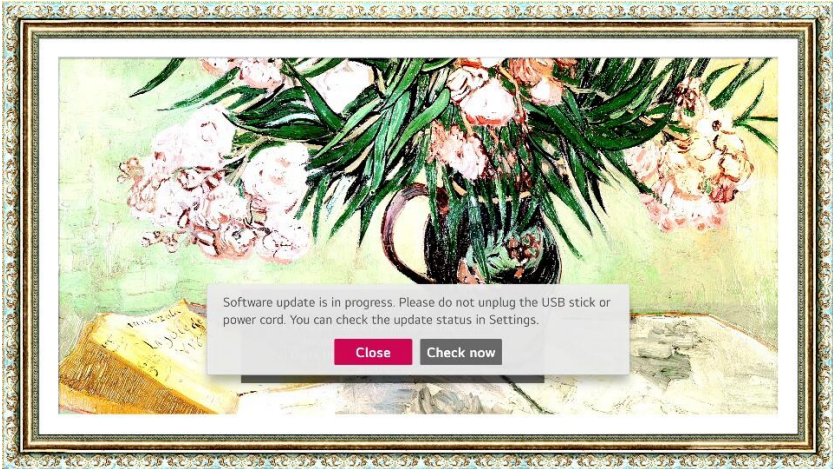 Software update is in progress. Please do not unplug the USB stick or
power cord. You can check the update status in Settings.
Close
Check now